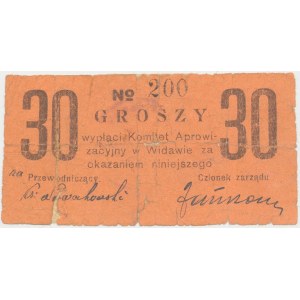 No 200
30 GROSZY 30
wypłaci Komitet Aprowi-
zacyjny w Widawie za
okazaniem niniejszego
Przewodniczący. Członek zarządu